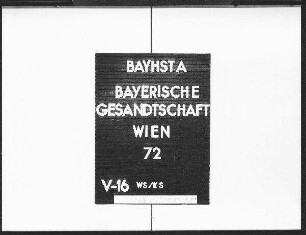 BAYHSTA
BAYERISCHE
GESANDTSCHAFT
WIEN
72
V-16 WS/KS